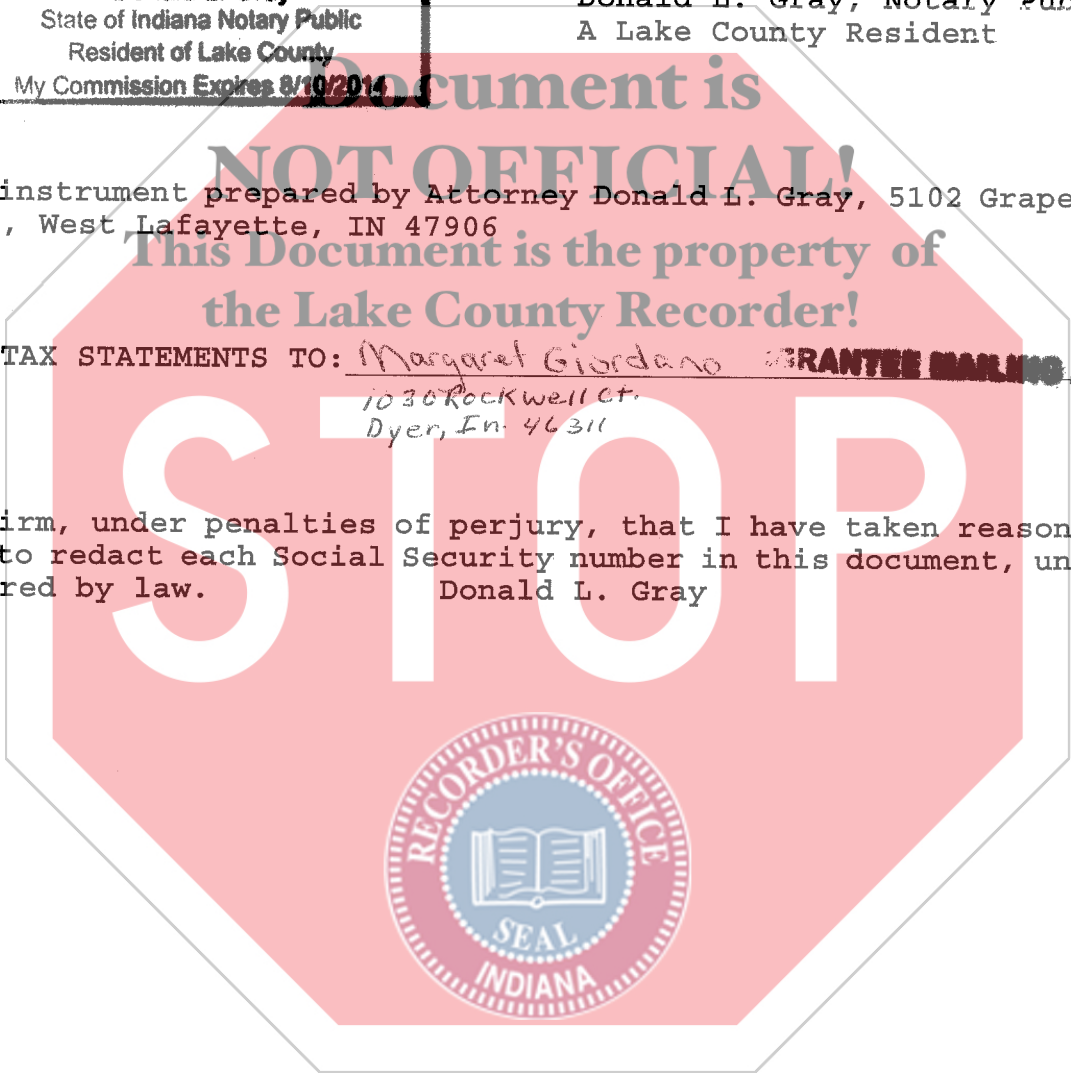 State of Indiana Notary Public
Resident of Lake County
My Commission Expires 8/10/2014
Donald L. Gray, Notary Pub
A Lake County Resident
Document is
NOT OFFICIAL!
instrument prepared by Attorney Donald L. Gray, 5102 Grape
, West Lafayette, IN 47906
This Document is the property of
the Lake County Recorder!
TAX STATEMENTS TO: Margaret Giordano GRANTEE MAILING
1030 Rockwell Ct.
Dyer, In. 46311
STOP
irm, under penalties of perjury, that I have taken reason
to redact each Social Security number in this document, un
red by law. Donald L. Gray
RECORDER'S OFFICE
SEAL
INDIANA